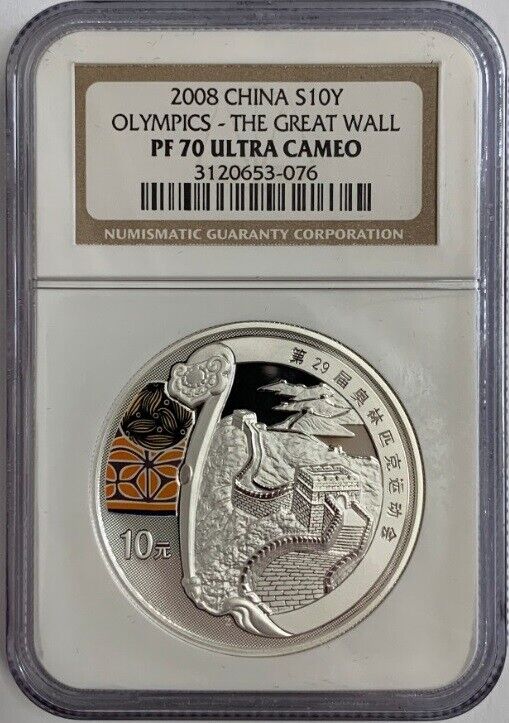 2008 CHINA S10Y
OLYMPICS - THE GREAT WALL
PF 70 ULTRA CAMEO
3120653-076
NUMISMATIC GUARANTY CORPORATION
第29届奥林匹克运动会
10元